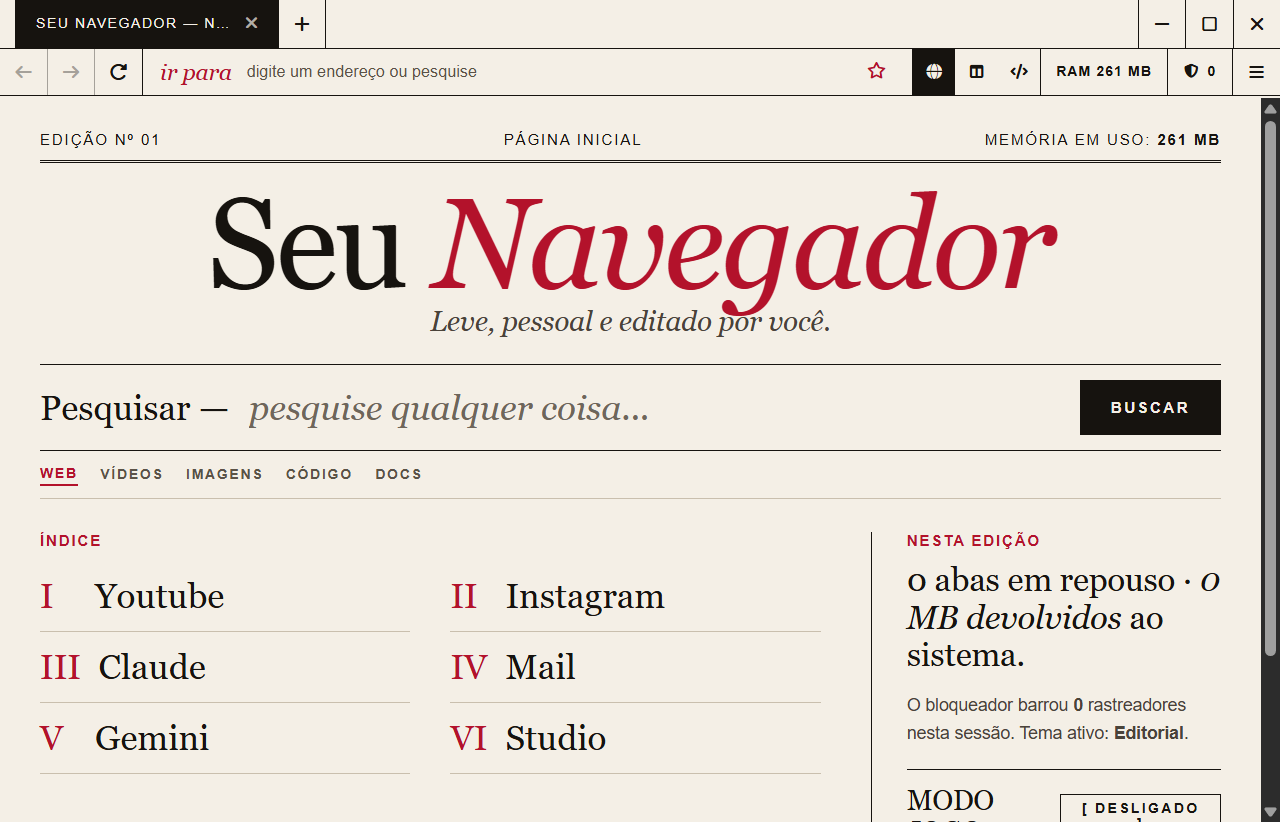 SEU NAVEGADOR — N...
ir para digite um endereço ou pesquise
RAM 261 MB
0
EDIÇÃO Nº 01
PÁGINA INICIAL
MEMÓRIA EM USO: 261 MB
Seu Navegador
Leve, pessoal e editado por você.
Pesquisar — pesquise qualquer coisa...
BUSCAR
WEB VÍDEOS IMAGENS CÓDIGO DOCS
ÍNDICE
I Youtube
II Instagram
III Claude
IV Mail
V Gemini
VI Studio
NESTA EDIÇÃO
0 abas em repouso · 0
MB devolvidos ao
sistema.
O bloqueador barrou 0 rastreadores
nesta sessão. Tema ativo: Editorial.
MODO
[ DESLIGADO